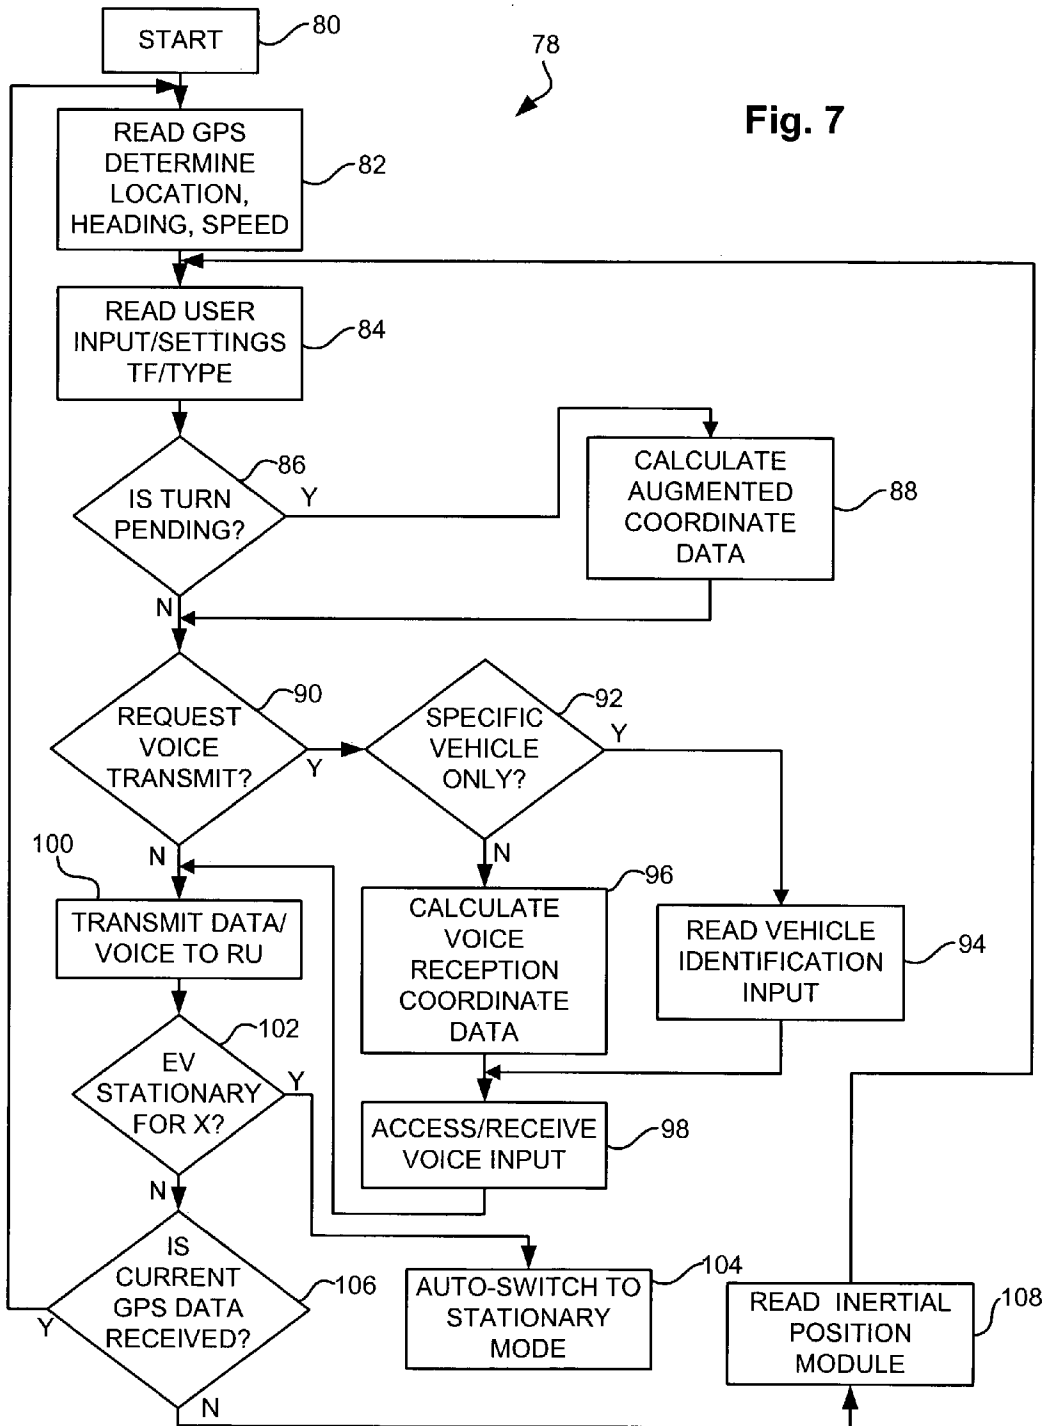 START
80
78
Fig. 7
READ GPS
DETERMINE
LOCATION,
HEADING, SPEED
82
READ USER
INPUT/SETTINGS
TF/TYPE
84
IS TURN
PENDING?
86
Y
N
CALCULATE
AUGMENTED
COORDINATE
DATA
88
REQUEST
VOICE
TRANSMIT?
90
Y
N
SPECIFIC
VEHICLE
ONLY?
92
Y
N
100
TRANSMIT DATA/
VOICE TO RU
CALCULATE
VOICE
RECEPTION
COORDINATE
DATA
96
READ VEHICLE
IDENTIFICATION
INPUT
94
EV
STATIONARY
FOR X?
102
Y
N
ACCESS/RECEIVE
VOICE INPUT
98
IS
CURRENT
GPS DATA
RECEIVED?
106
Y
N
AUTO-SWITCH TO
STATIONARY
MODE
104
READ INERTIAL
POSITION
MODULE
108